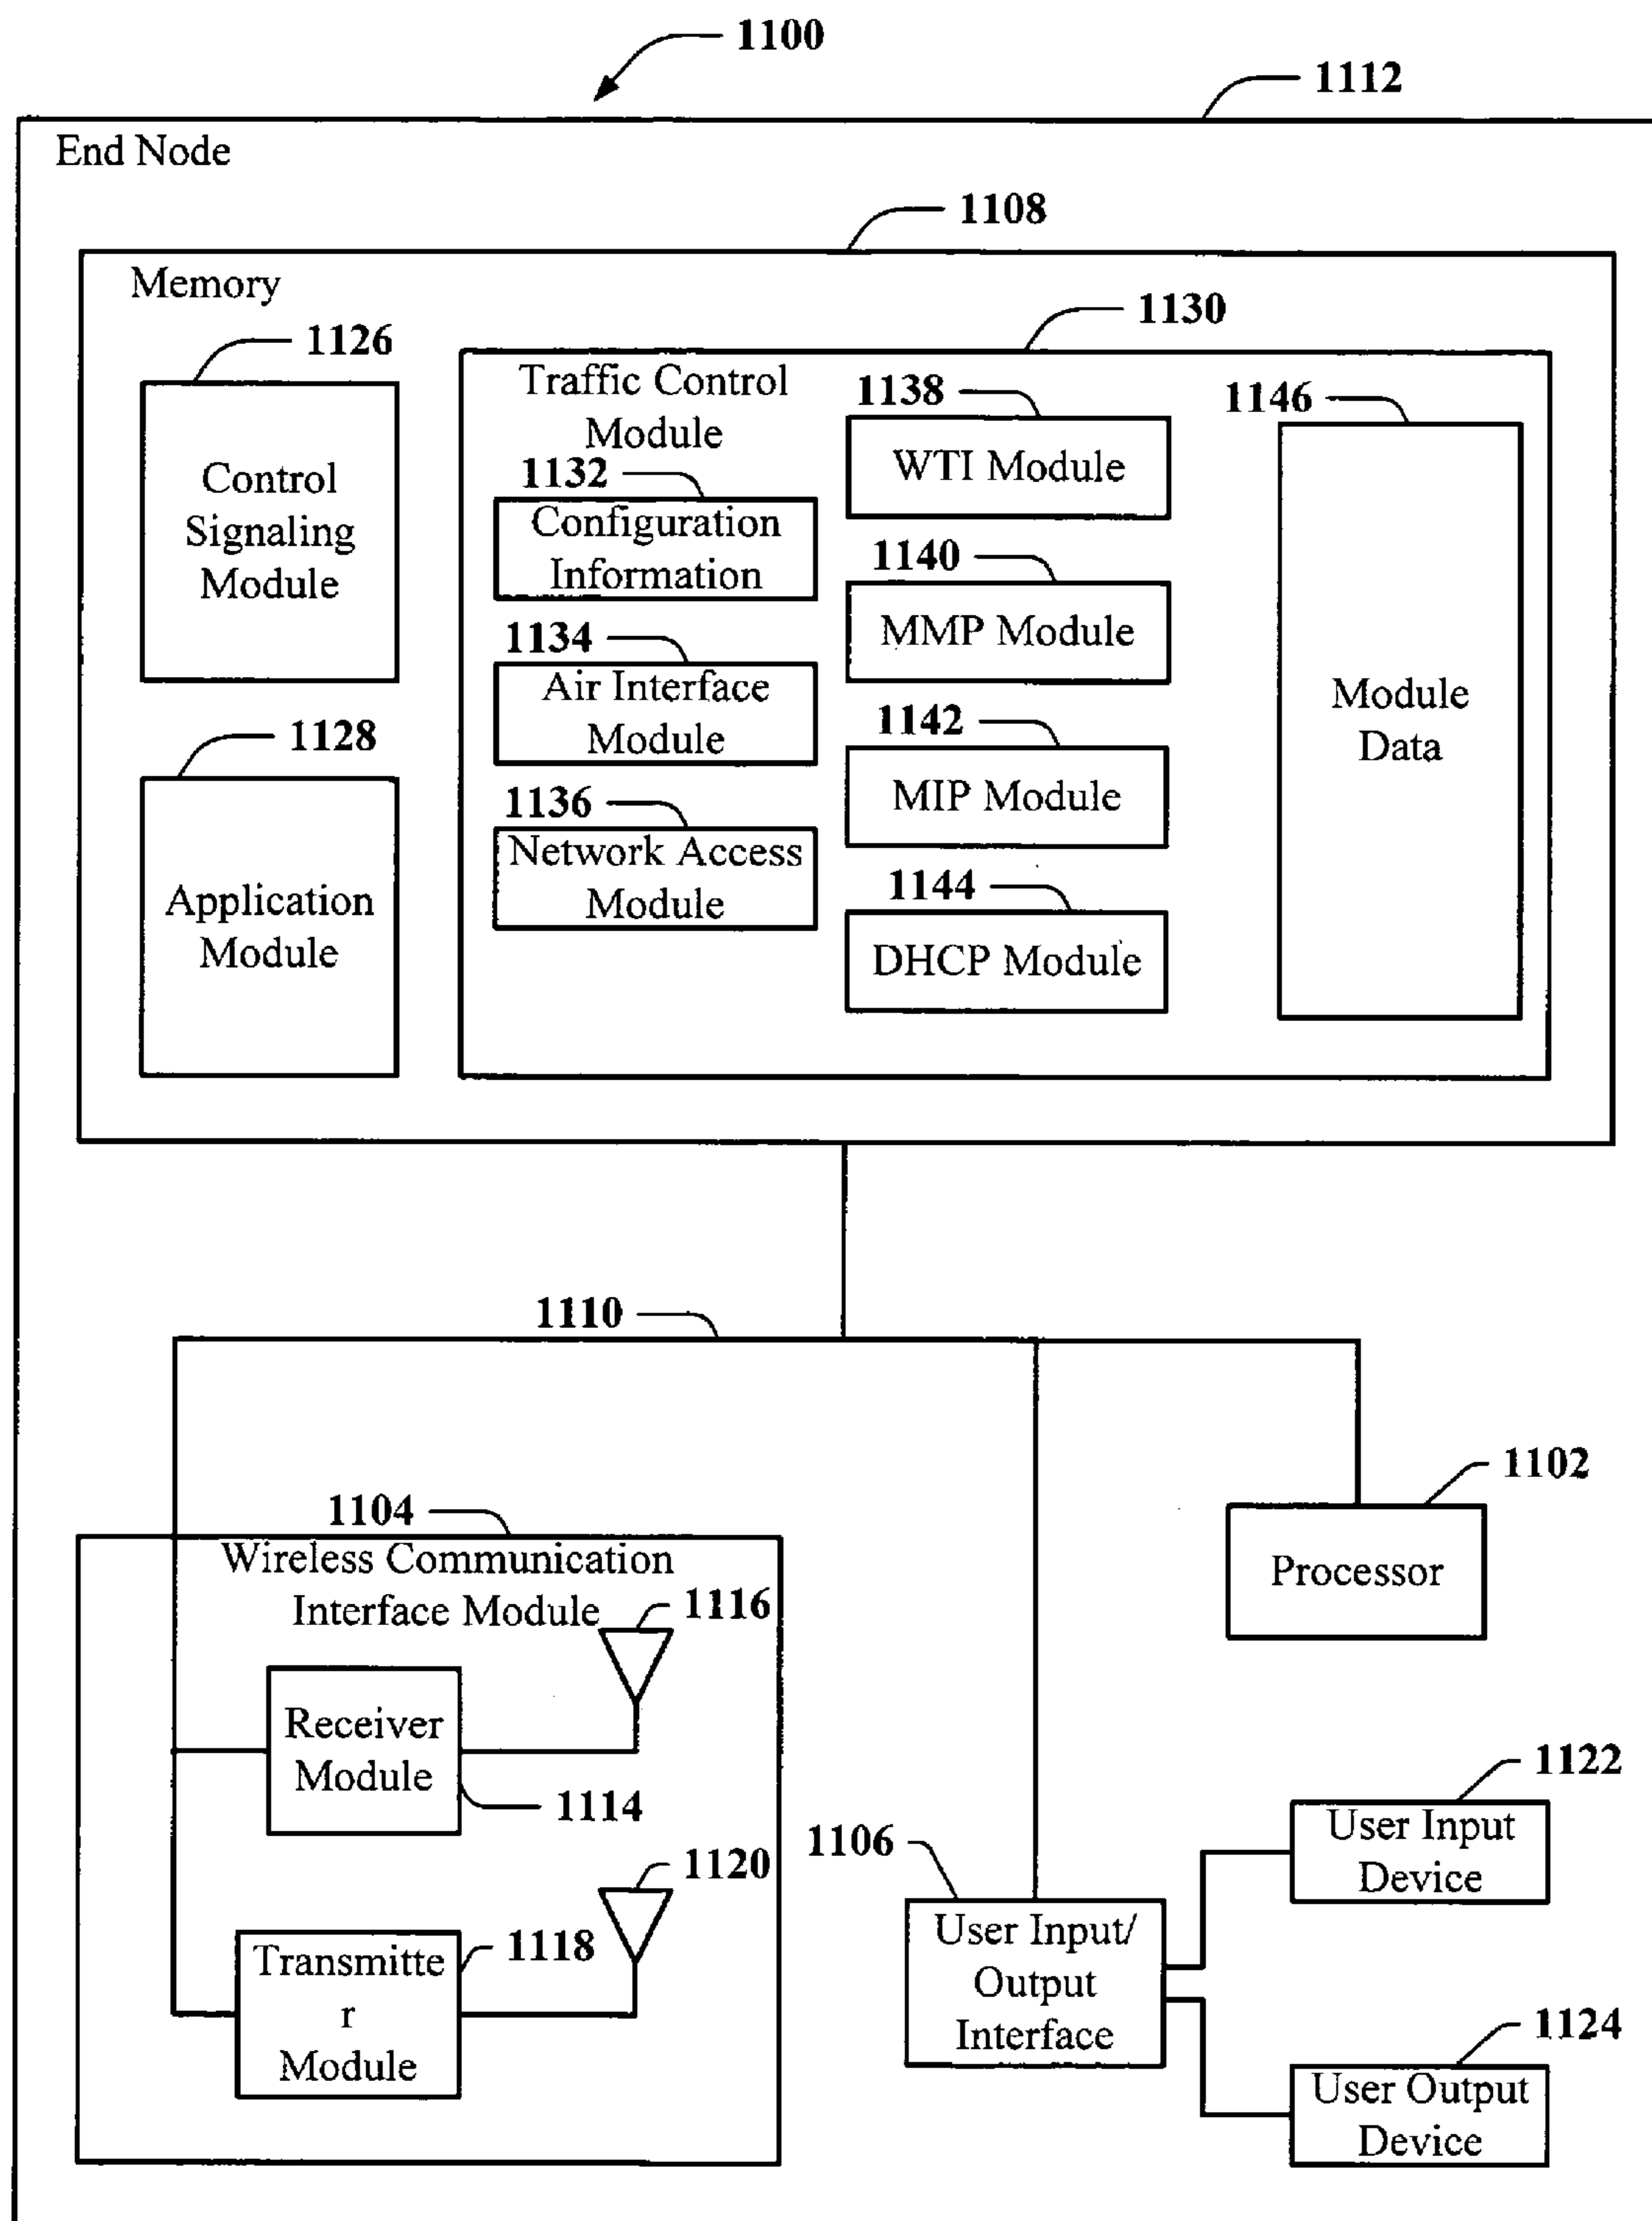 1100
1112
End Node
1108
Memory
1130
1126
Control
Signaling
Module
1128
Application
Module
Traffic Control
Module
1132
Configuration
Information
1134
Air Interface
Module
1136
Network Access
Module
1138
WTI Module
1140
MMP Module
1142
MIP Module
1144
DHCP Module
1146
Module
Data
1110
1102
Processor
1104
Wireless Communication
Interface Module
1116
Receiver
Module
1114
1120
1118
Transmitte
r
Module
1106
User Input/
Output
Interface
1122
User Input
Device
1124
User Output
Device